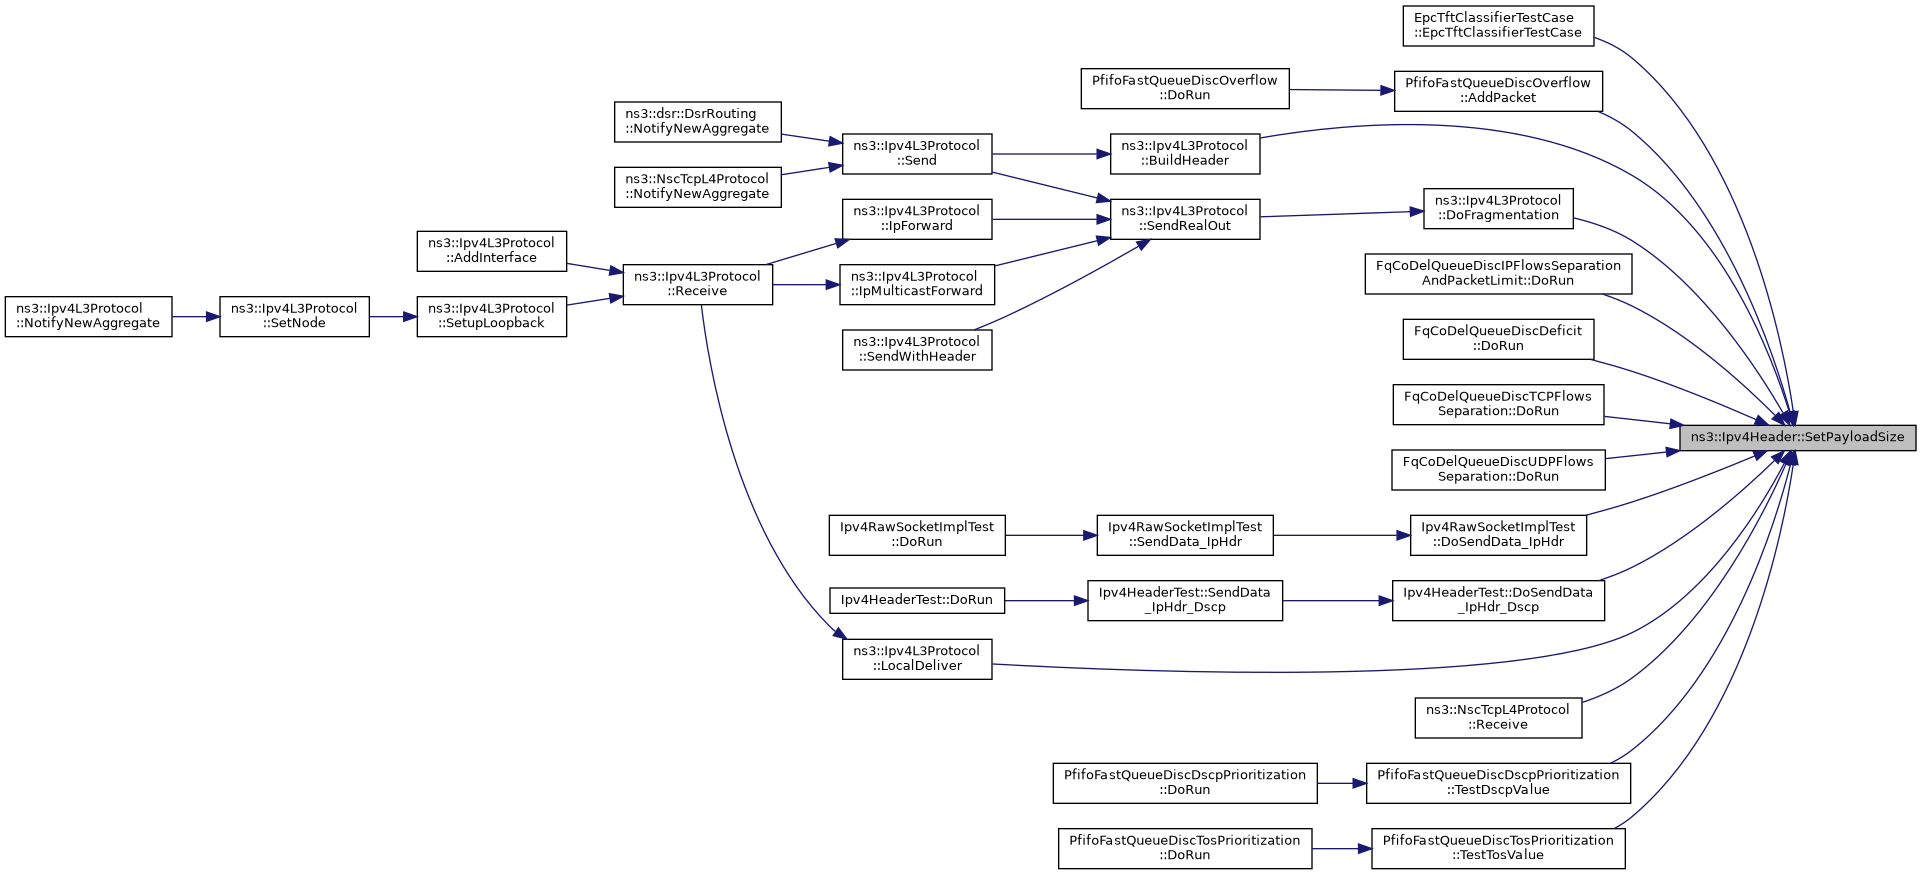 EpcTftClassifierTestCase
::EpcTftClassifierTestCase
PfifoFastQueueDiscOverflow
::DoRun
PfifoFastQueueDiscOverflow
::AddPacket
ns3::dsr::DsrRouting
::NotifyNewAggregate
ns3::Ipv4L3Protocol
::Send
ns3::Ipv4L3Protocol
::BuildHeader
ns3::NscTcpL4Protocol
::NotifyNewAggregate
ns3::Ipv4L3Protocol
::IpForward
ns3::Ipv4L3Protocol
::SendRealOut
ns3::Ipv4L3Protocol
::DoFragmentation
ns3::Ipv4L3Protocol
::AddInterface
ns3::Ipv4L3Protocol
::Receive
ns3::Ipv4L3Protocol
::IpMulticastForward
FqCoDelQueueDiscIPFlowsSeparation
AndPacketLimit::DoRun
ns3::Ipv4L3Protocol
::NotifyNewAggregate
ns3::Ipv4L3Protocol
::SetNode
ns3::Ipv4L3Protocol
::SetupLoopback
ns3::Ipv4L3Protocol
::SendWithHeader
FqCoDelQueueDiscDeficit
::DoRun
FqCoDelQueueDiscTCPFlows
Separation::DoRun
ns3::Ipv4Header::SetPayloadSize
FqCoDelQueueDiscUDPFlows
Separation::DoRun
Ipv4RawSocketImplTest
::DoRun
Ipv4RawSocketImplTest
::SendData_IpHdr
Ipv4RawSocketImplTest
::DoSendData_IpHdr
Ipv4HeaderTest::DoRun
Ipv4HeaderTest::SendData
_IpHdr_Dscp
Ipv4HeaderTest::DoSendData
_IpHdr_Dscp
ns3::Ipv4L3Protocol
::LocalDeliver
ns3::NscTcpL4Protocol
::Receive
PfifoFastQueueDiscDscpPrioritization
::DoRun
PfifoFastQueueDiscDscpPrioritization
::TestDscpValue
PfifoFastQueueDiscTosPrioritization
::DoRun
PfifoFastQueueDiscTosPrioritization
::TestTosValue